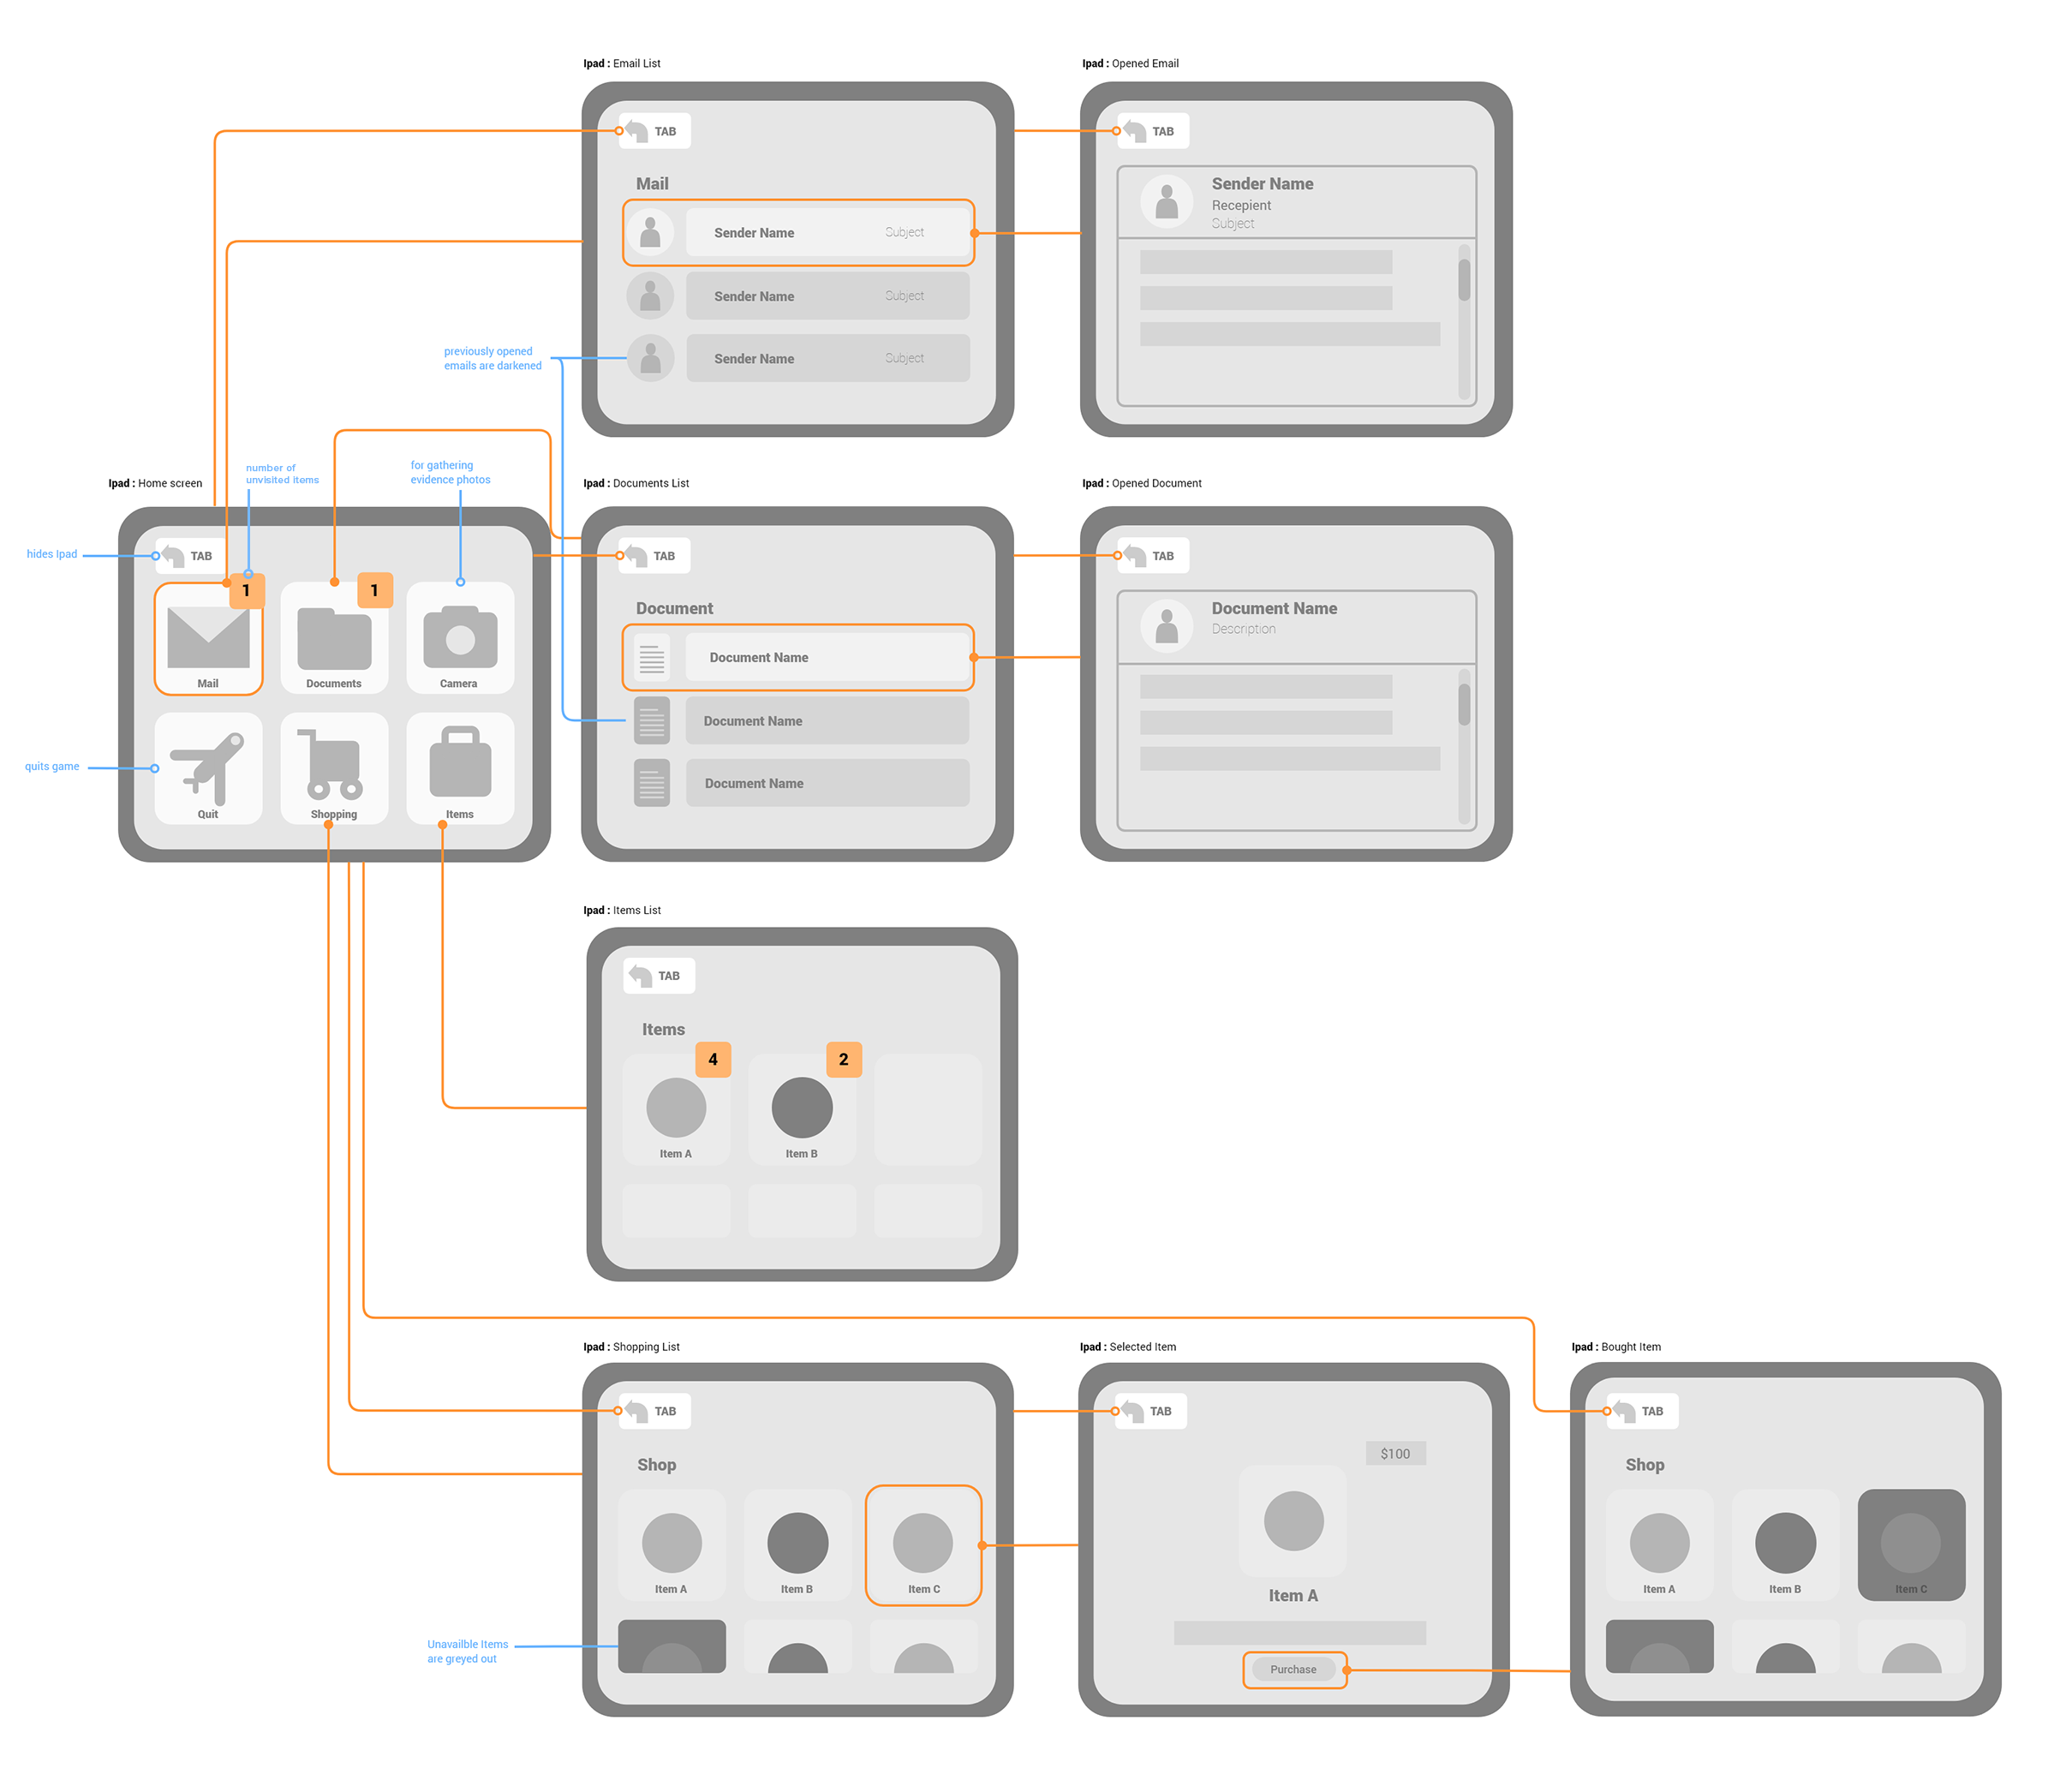 Ipad : Email List
TAB
Mail
Sender Name Subject
Sender Name Subject
Sender Name Subject
previously opened
emails are darkened
Ipad : Opened Email
TAB
Sender Name
Recepient
Subject
Ipad : Home screen
number of
unvisited items
for gathering
evidence photos
hides Ipad
TAB
1
1
Mail
Documents
Camera
quits game
Quit
Shopping
Items
Ipad : Documents List
TAB
Document
Document Name
Document Name
Document Name
Ipad : Opened Document
TAB
Document Name
Description
Ipad : Items List
TAB
Items
4
2
Item A
Item B
Ipad : Shopping List
TAB
Shop
Item A
Item B
Item C
Unavailble Items
are greyed out
Ipad : Selected Item
TAB
$100
Item A
Purchase
Ipad : Bought Item
TAB
Shop
Item A
Item B
Item C